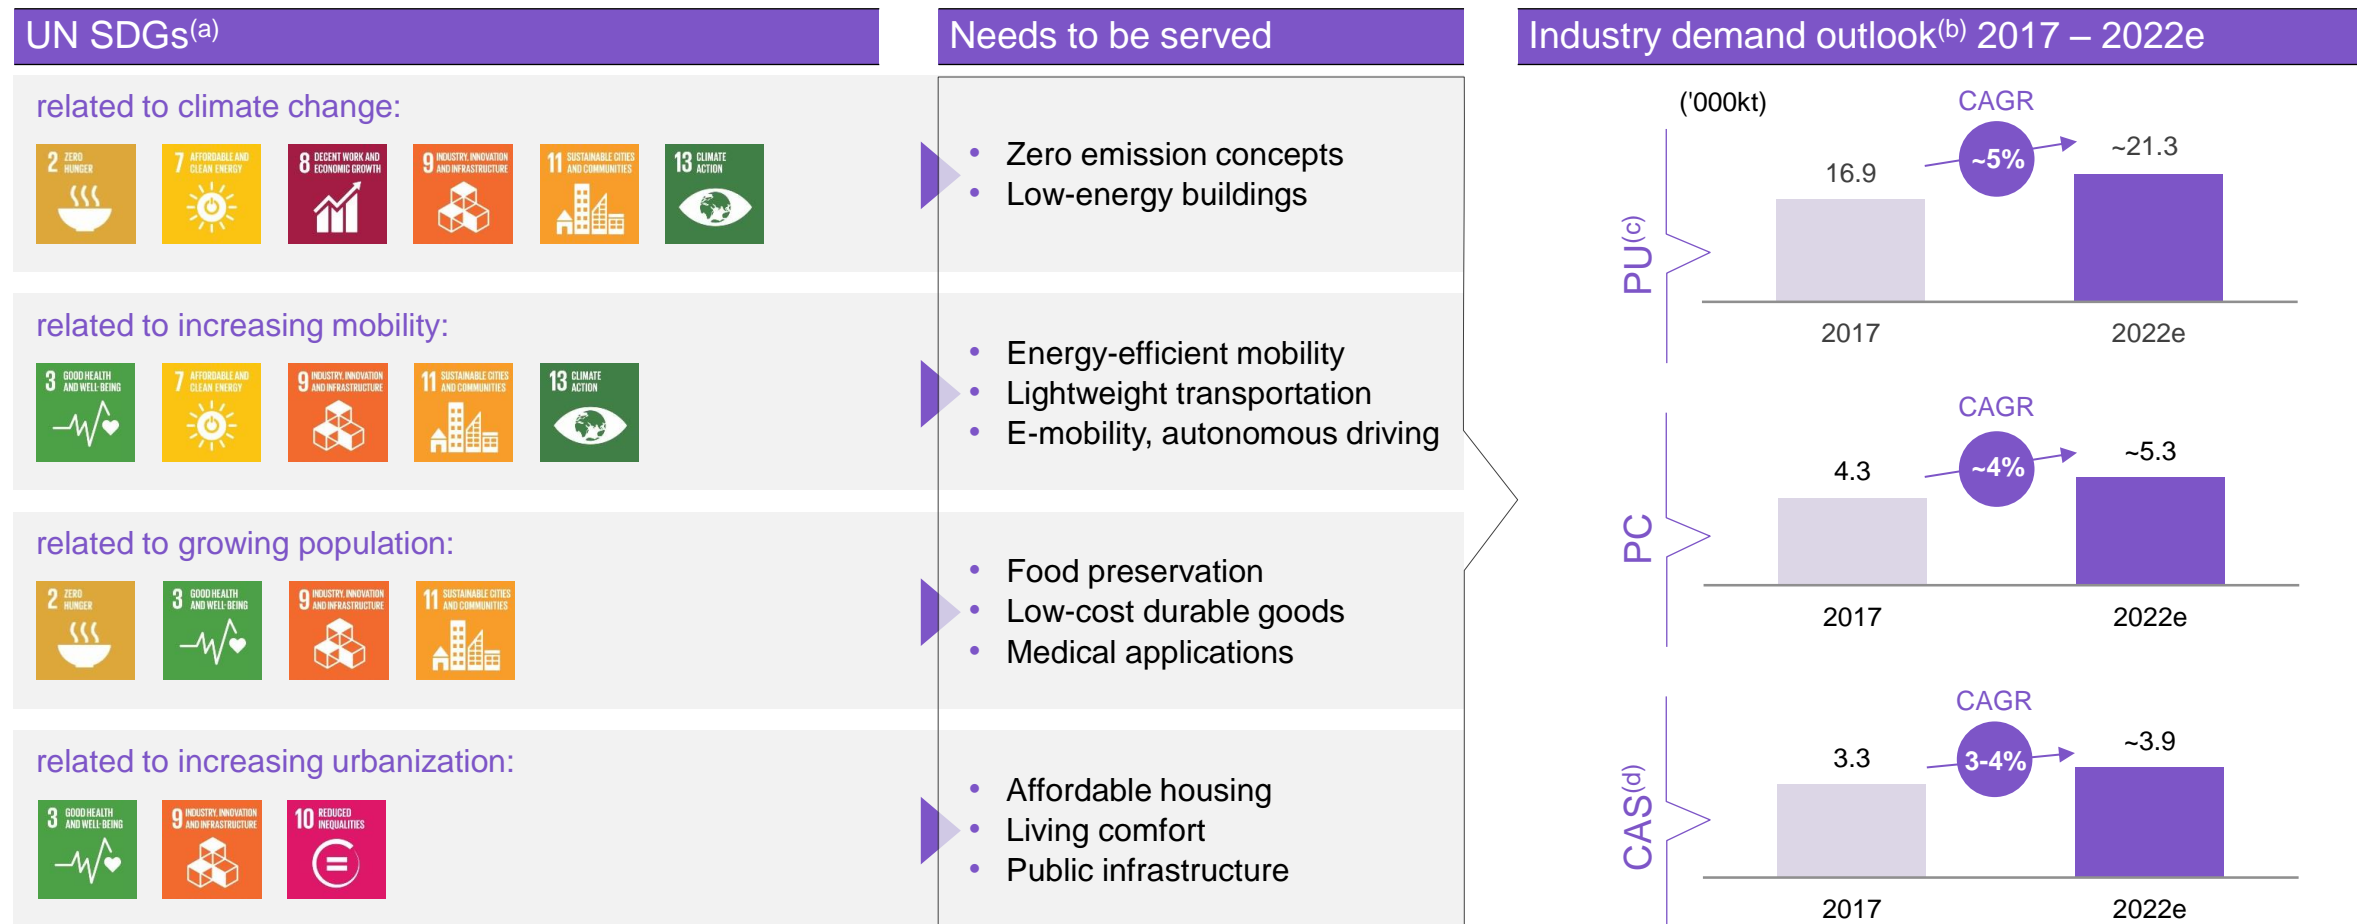 UN SDGs(a)
Needs to be served
Industry demand outlook(b) 2017 – 2022e
related to climate change:
2 ZERO
HUNGER
7 AFFORDABLE AND
CLEAN ENERGY
8 DECENT WORK AND
ECONOMIC GROWTH
9 INDUSTRY, INNOVATION
AND INFRASTRUCTURE
11 SUSTAINABLE CITIES
AND COMMUNITIES
13 CLIMATE
ACTION
• Zero emission concepts
• Low-energy buildings
related to increasing mobility:
3 GOOD HEALTH
AND WELL-BEING
7 AFFORDABLE AND
CLEAN ENERGY
9 INDUSTRY, INNOVATION
AND INFRASTRUCTURE
11 SUSTAINABLE CITIES
AND COMMUNITIES
13 CLIMATE
ACTION
• Energy-efficient mobility
• Lightweight transportation
• E-mobility, autonomous driving
related to growing population:
2 ZERO
HUNGER
3 GOOD HEALTH
AND WELL-BEING
9 INDUSTRY, INNOVATION
AND INFRASTRUCTURE
11 SUSTAINABLE CITIES
AND COMMUNITIES
• Food preservation
• Low-cost durable goods
• Medical applications
related to increasing urbanization:
3 GOOD HEALTH
AND WELL-BEING
9 INDUSTRY, INNOVATION
AND INFRASTRUCTURE
10 REDUCED
INEQUALITIES
• Affordable housing
• Living comfort
• Public infrastructure
('000kt)
CAGR
PU(c)
16.9
~5%
~21.3
2017
2022e
CAGR
PC
4.3
~4%
~5.3
2017
2022e
CAGR
CAS(d)
3.3
3-4%
~3.9
2017
2022e